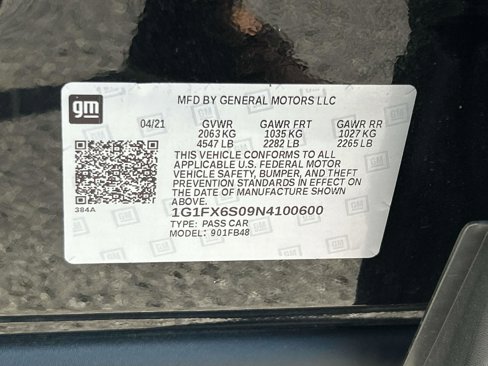 gm
MFD BY GENERAL MOTORS LLC
04/21 GVWR GAWR FRT GAWR RR
2063 KG 1035 KG 1027 KG
4547 LB 2282 LB 2265 LB
THIS VEHICLE CONFORMS TO ALL
APPLICABLE U.S. FEDERAL MOTOR
VEHICLE SAFETY, BUMPER, AND THEFT
PREVENTION STANDARDS IN EFFECT ON
THE DATE OF MANUFACTURE SHOWN
ABOVE.
384A
1G1FX6S09N4100600
TYPE: PASS CAR
MODEL: 901FB48